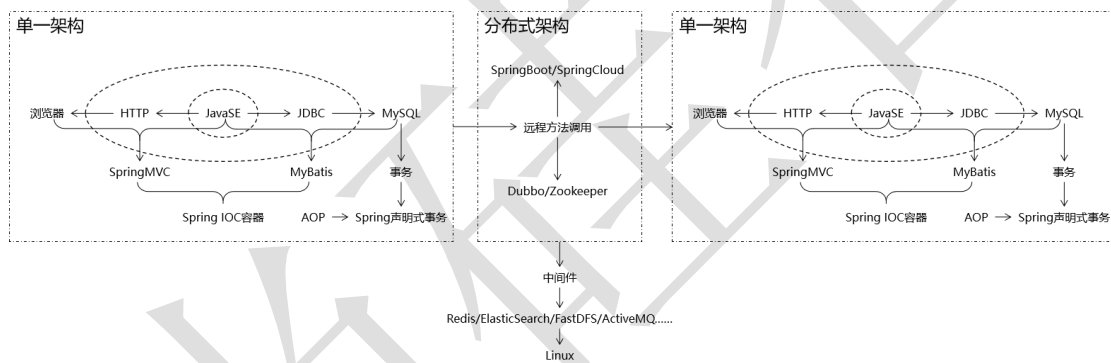 单一架构
浏览器
HTTP
JavaSE
JDBC
MySQL
SpringMVC
MyBatis
事务
Spring IOC容器
AOP
Spring声明式事务
分布式架构
SpringBoot/SpringCloud
远程方法调用
Dubbo/Zookeeper
中间件
Redis/ElasticSearch/FastDFS/ActiveMQ......
Linux
单一架构
浏览器
HTTP
JavaSE
JDBC
MySQL
SpringMVC
MyBatis
事务
Spring IOC容器
AOP
Spring声明式事务